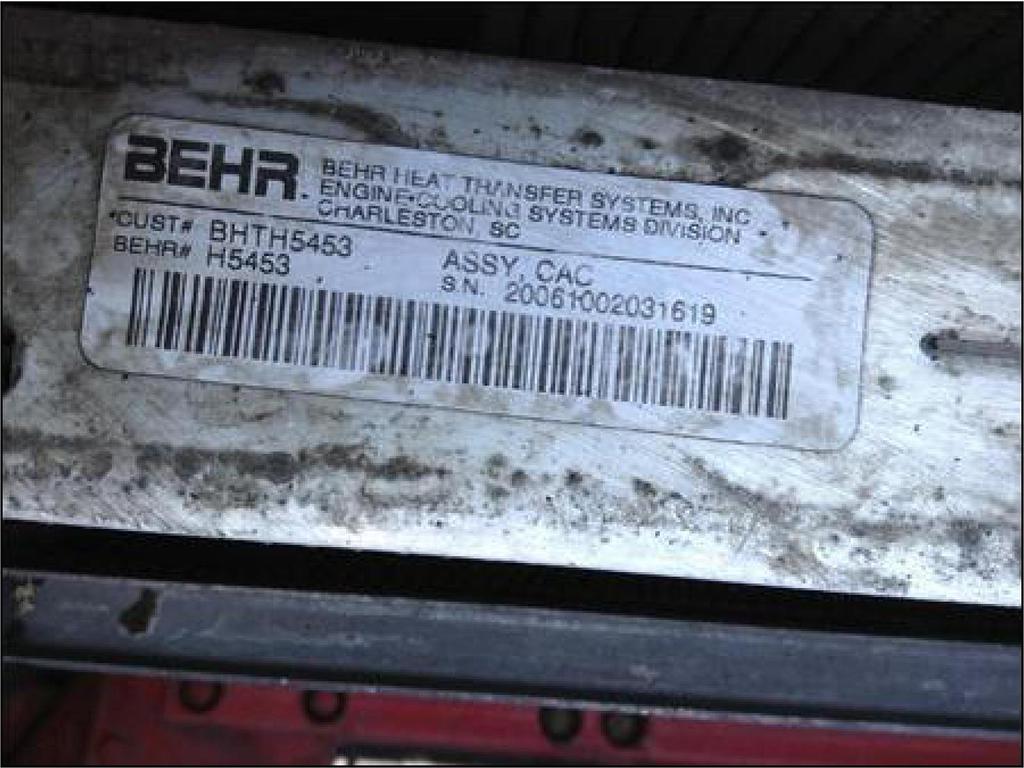 BEHR
BEHR HEAT TRANSFER SYSTEMS, INC
ENGINE COOLING SYSTEMS DIVISION
CHARLESTON, SC
CUST# BHTH5453
BEHR# H5453
ASSY, CAC
S.N. 20061002031619